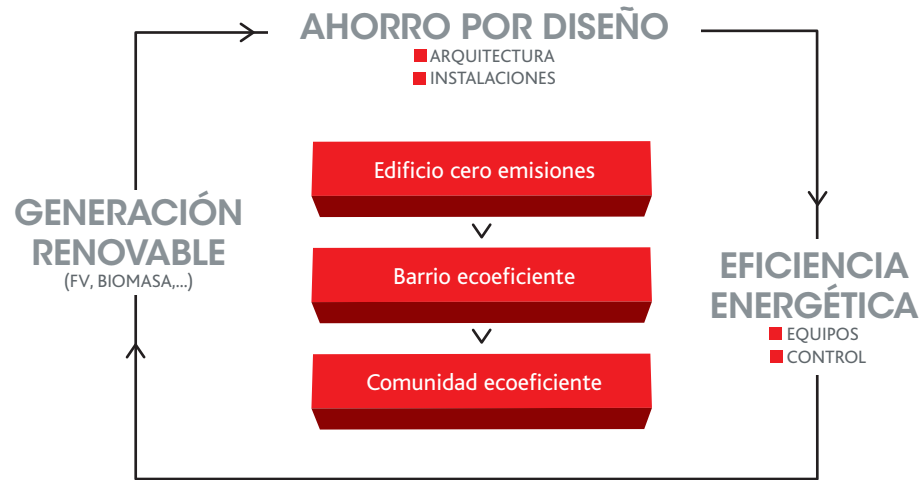 AHORRO POR DISEÑO
ARQUITECTURA
INSTALACIONES
Edificio cero emisiones
GENERACIÓN
RENOVABLE
(FV, BIOMASA,...)
Barrio ecoeficiente
EFICIENCIA
ENERGÉTICA
EQUIPOS
CONTROL
Comunidad ecoeficiente